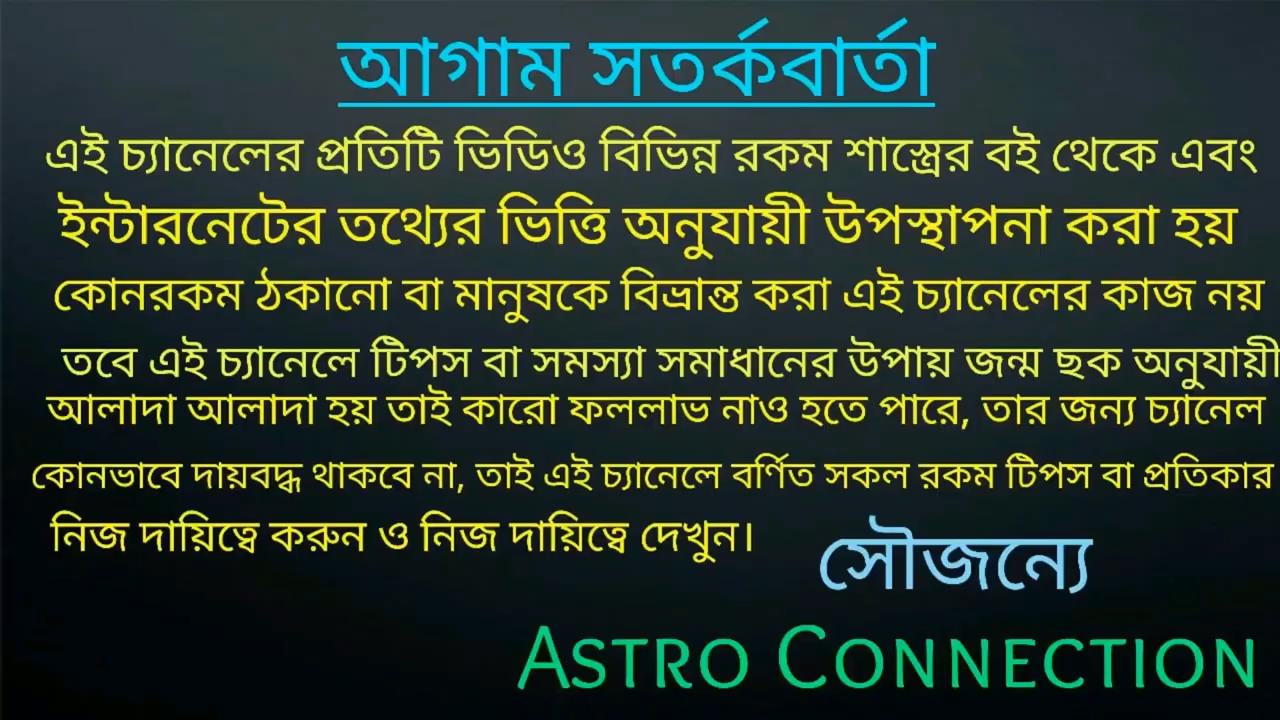 আগাম সতর্কবার্তা
এই চ্যানেলের প্রতিটি ভিডিও বিভিন্ন রকম শাস্ত্রের বই থেকে এবং
ইন্টারনেটের তথ্যের ভিত্তি অনুযায়ী উপস্থাপনা করা হয়
কোনরকম ঠকানো বা মানুষকে বিভ্রান্ত করা এই চ্যানেলের কাজ নয়
তবে এই চ্যানেলে টিপস বা সমস্যা সমাধানের উপায় জন্ম ছক অনুযায়ী
আলাদা আলাদা হয় তাই কারো ফললাভ নাও হতে পারে, তার জন্য চ্যানেল
কোনভাবে দায়বদ্ধ থাকবে না, তাই এই চ্যানেলে বর্ণিত সকল রকম টিপস বা প্রতিকার
নিজ দায়িত্বে করুন ও নিজ দায়িত্বে দেখুন।
সৌজন্যে
ASTRO CONNECTION